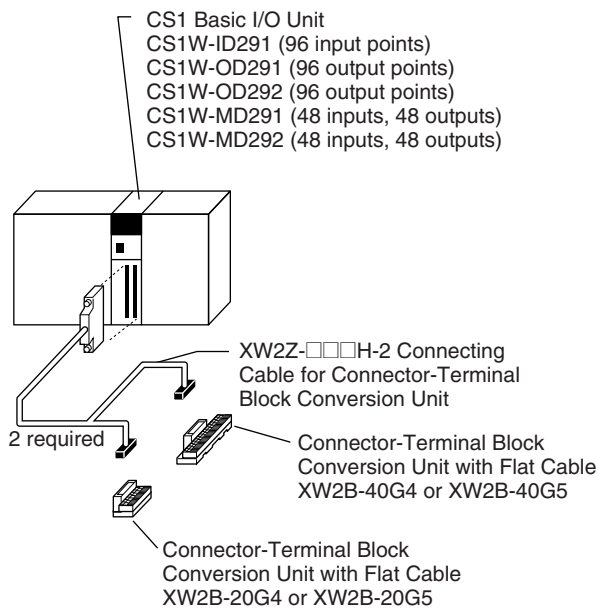 CS1 Basic I/O Unit
CS1W-ID291 (96 input points)
CS1W-OD291 (96 output points)
CS1W-OD292 (96 output points)
CS1W-MD291 (48 inputs, 48 outputs)
CS1W-MD292 (48 inputs, 48 outputs)
XW2Z-□□□H-2 Connecting
Cable for Connector-Terminal
Block Conversion Unit
2 required
Connector-Terminal Block
Conversion Unit with Flat Cable
XW2B-40G4 or XW2B-40G5
Connector-Terminal Block
Conversion Unit with Flat Cable
XW2B-20G4 or XW2B-20G5